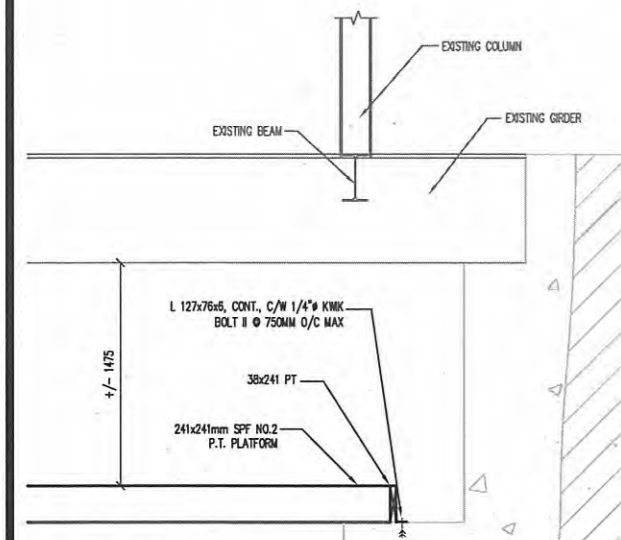 EXISTING COLUMN
EXISTING BEAM
EXISTING GIRDER
L 127x76x6, CONT., C/W 1/4"ø KWIK
BOLT II @ 750MM O/C MAX
+/- 1475
38x241 PT
241x241mm SPF NO.2
P.T. PLATFORM